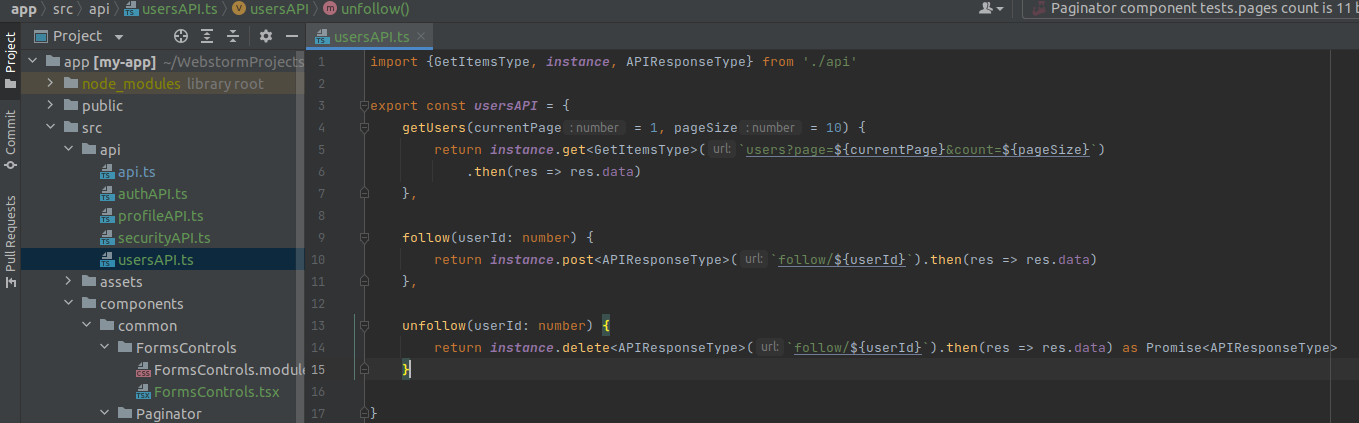 app > src > api > usersAPI.ts > usersAPI > unfollow()
Paginator component tests.pages count is 11 b
Project
Commit
Pull Requests
Project
app [my-app] ~/WebstormProjects
node_modules library root
public
src
api
api.ts
authAPI.ts
profileAPI.ts
securityAPI.ts
usersAPI.ts
assets
components
common
FormsControls
FormsControls.module
FormsControls.tsx
Paginator
usersAPI.ts
1 import {GetItemsType, instance, APIResponseType} from './api'
2
3 export const usersAPI = {
4 getUsers(currentPage :number = 1, pageSize :number = 10) {
5 return instance.get<GetItemsType>( url: `users?page=${currentPage}&count=${pageSize}`)
6 .then(res => res.data)
7 },
8
9 follow(userId: number) {
10 return instance.post<APIResponseType>( url: `follow/${userId}`).then(res => res.data)
11 },
12
13 unfollow(userId: number) {
14 return instance.delete<APIResponseType>( url: `follow/${userId}`).then(res => res.data) as Promise<APIResponseType>
15 }
16
17 }